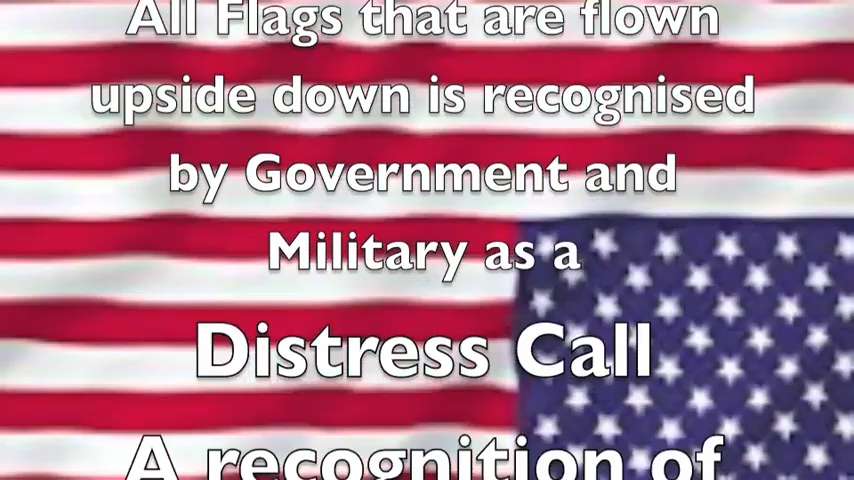 All Flags that are flown
upside down is recognised
by Government and
Military as a
Distress Call
A recognition of